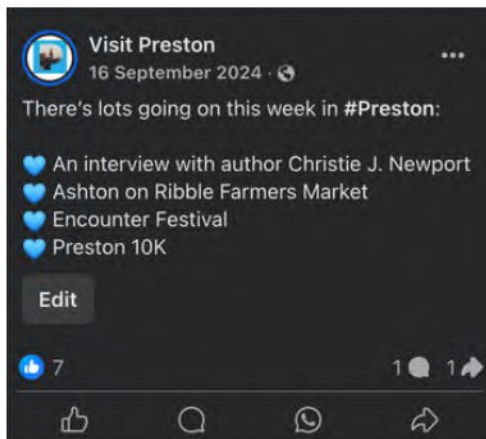 Visit Preston
16 September 2024 ·
There's lots going on this week in #Preston:
💙 An interview with author Christie J. Newport
💙 Ashton on Ribble Farmers Market
💙 Encounter Festival
💙 Preston 10K
Edit
7
1 1